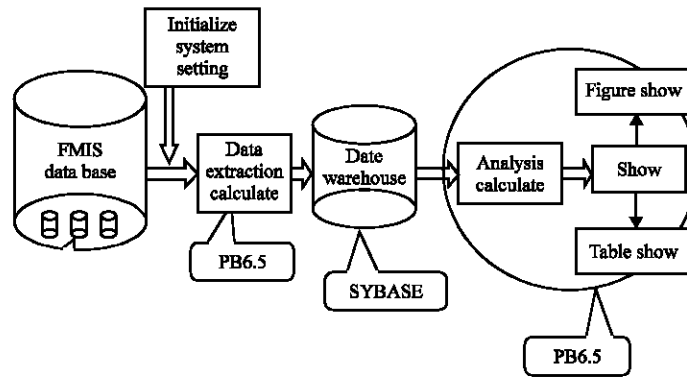 Initialize
system
setting
FMIS
data base
Data
extraction
calculate
PB6.5
Date
warehouse
SYBASE
Analysis
calculate
Figure show
Show
Table show
PB6.5